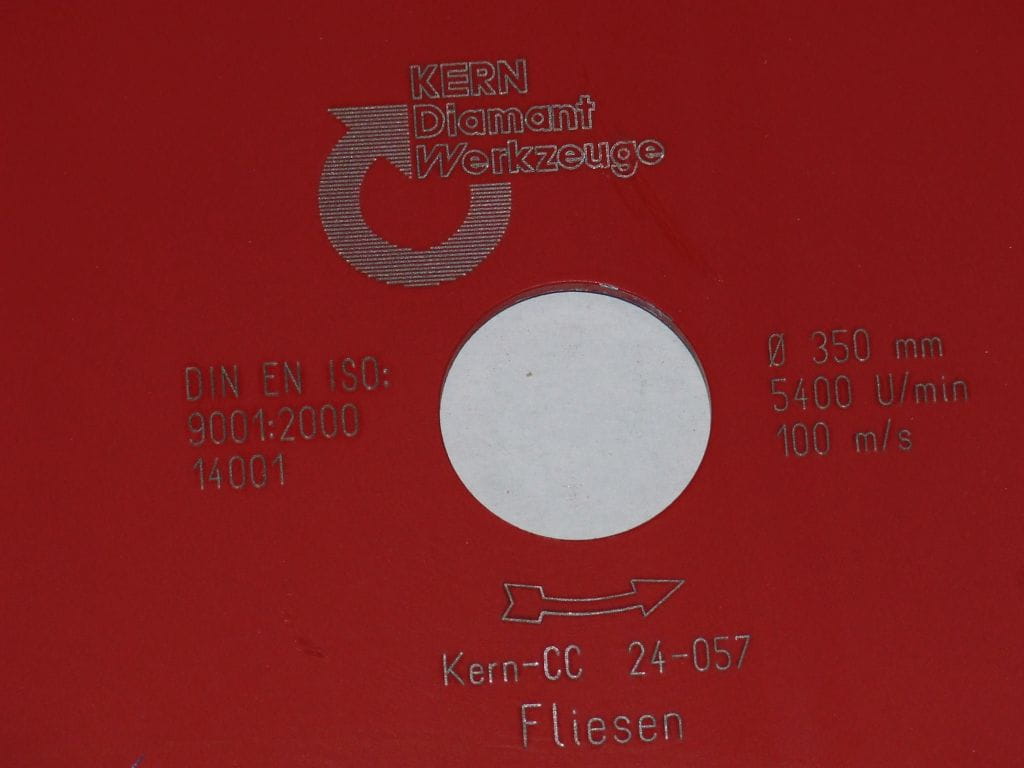 KERN
Diamant
Werkzeuge
DIN EN ISO:
9001:2000
14001
Ø 350 mm
5400 U/min
100 m/s
Kern-CC 24-057
Fliesen